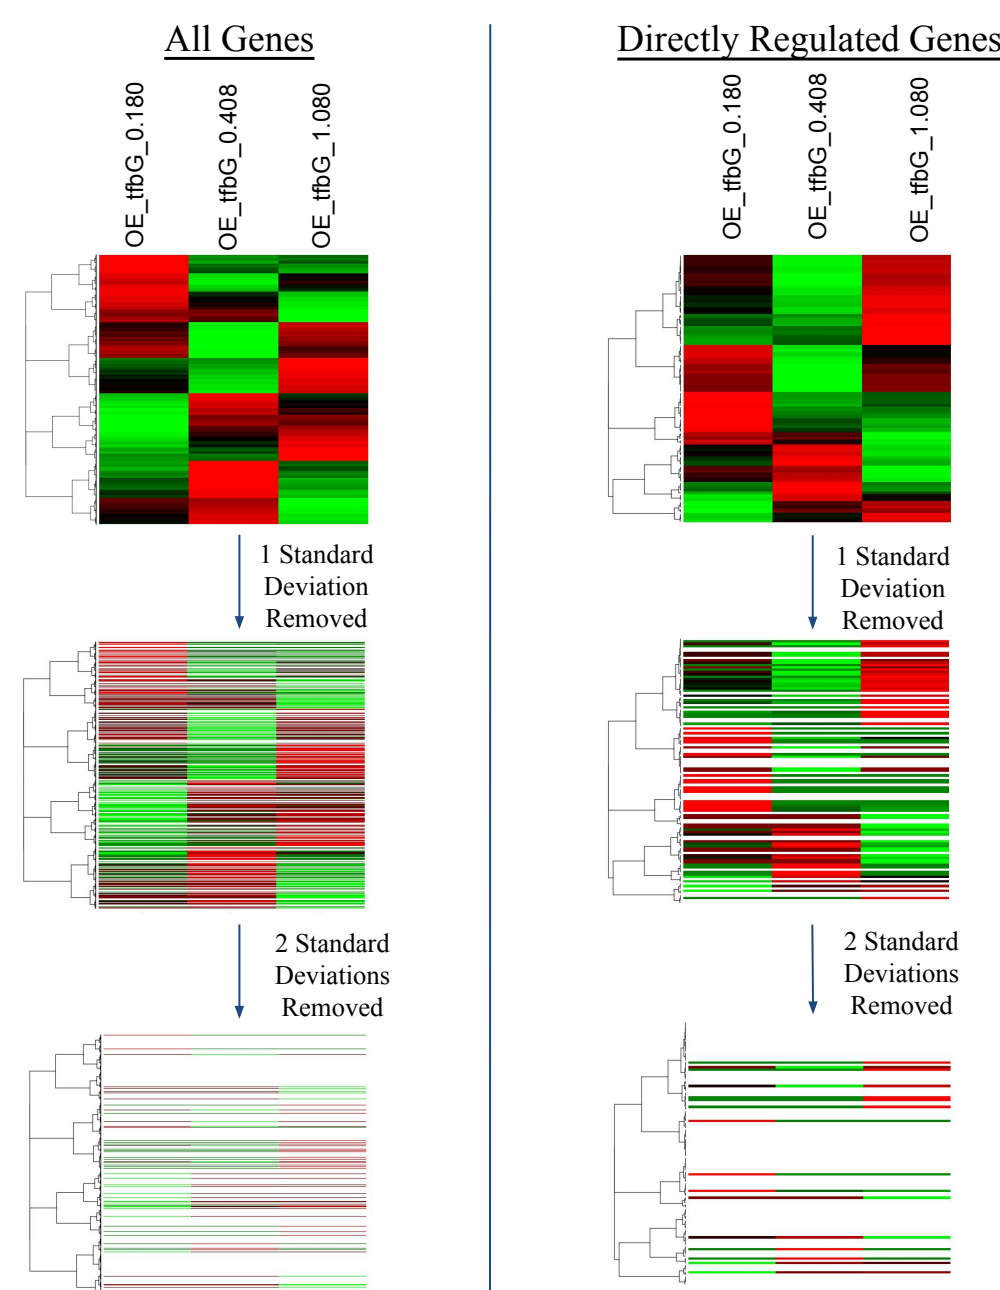 All Genes
OE_tfbG_0.180
OE_tfbG_0.408
OE_tfbG_1.080
1 Standard
Deviation
Removed
2 Standard
Deviations
Removed
Directly Regulated Genes
OE_tfbG_0.180
OE_tfbG_0.408
OE_tfbG_1.080
1 Standard
Deviation
Removed
2 Standard
Deviations
Removed